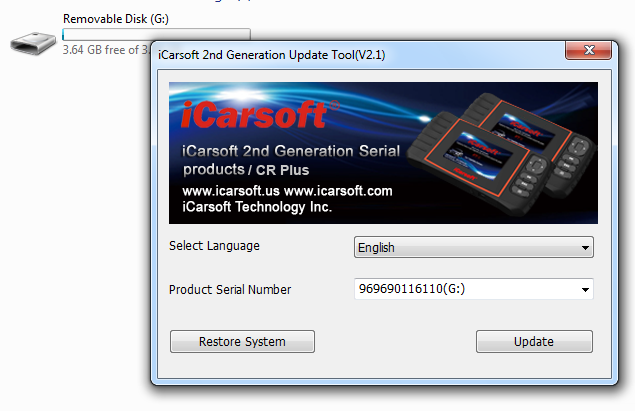 Removable Disk (G:)
3.64 GB free of 3.
iCarsoft 2nd Generation Update Tool(V2.1)
iCarsoft®
iCarsoft 2nd Generation Serial
products / CR Plus
www.icarsoft.us www.icarsoft.com
iCarsoft Technology Inc.
iCarsoft
Select Language
English
Product Serial Number
969690116110(G:)
Restore System
Update